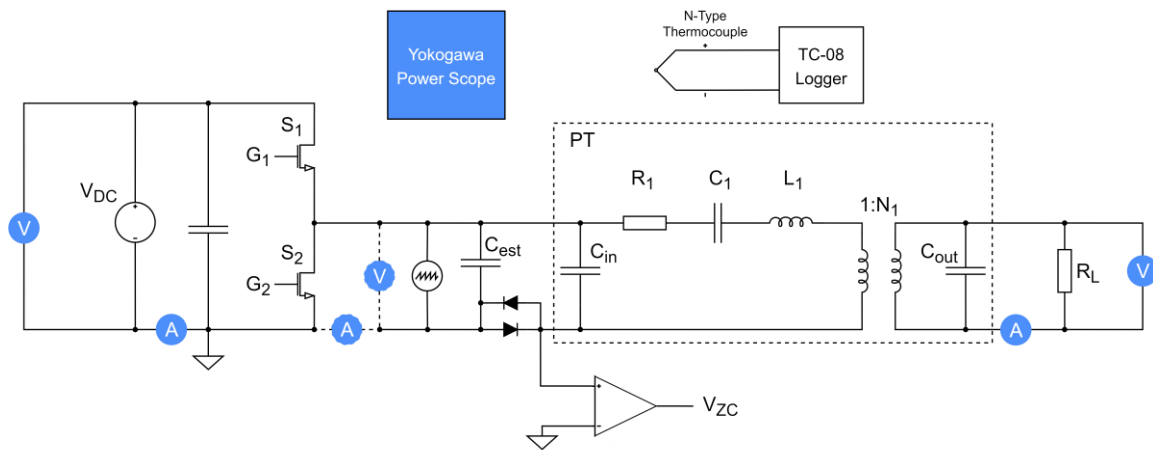 Yokogawa
Power Scope
N-Type
Thermocouple
+
-
TC-08
Logger
PT
S1
G1
R1
C1
L1
1:N1
VDC
+
-
V
S2
G2
V
Cest
Cin
Cout
RL
V
A
A
A
+
-
VZC